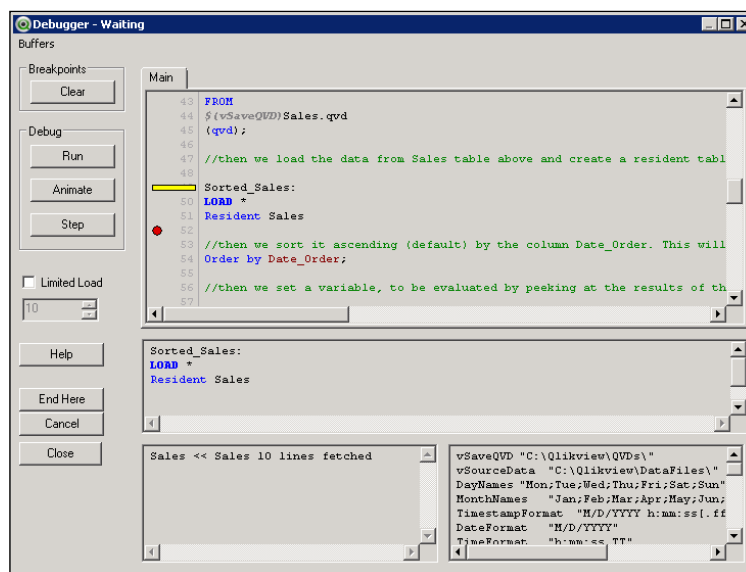 Debugger - Waiting
Buffers
Breakpoints
Clear
Debug
Run
Animate
Step
Limited Load
10
Help
End Here
Cancel
Close
Main
43 FROM
44 $(vSaveQVD)Sales.qvd
45 (qvd);
46
47 //then we load the data from Sales table above and create a resident tabl
48
Sorted_Sales:
50 LOAD *
51 Resident Sales
52
53 //then we sort it ascending (default) by the column Date_Order. This will
54 Order by Date_Order;
55
56 //then we set a variable, to be evaluated by peeking at the results of th
57
Sorted_Sales:
LOAD *
Resident Sales
Sales << Sales 10 lines fetched
vSaveQVD "C:\Qlikview\QVDs\"
vSourceData "C:\Qlikview\DataFiles\"
DayNames "Mon;Tue;Wed;Thu;Fri;Sat;Sun"
MonthNames "Jan;Feb;Mar;Apr;May;Jun;
TimestampFormat "M/D/YYYY h:mm:ss[.ff
DateFormat "M/D/YYYY"
TimeFormat "h:mm:ss TT"